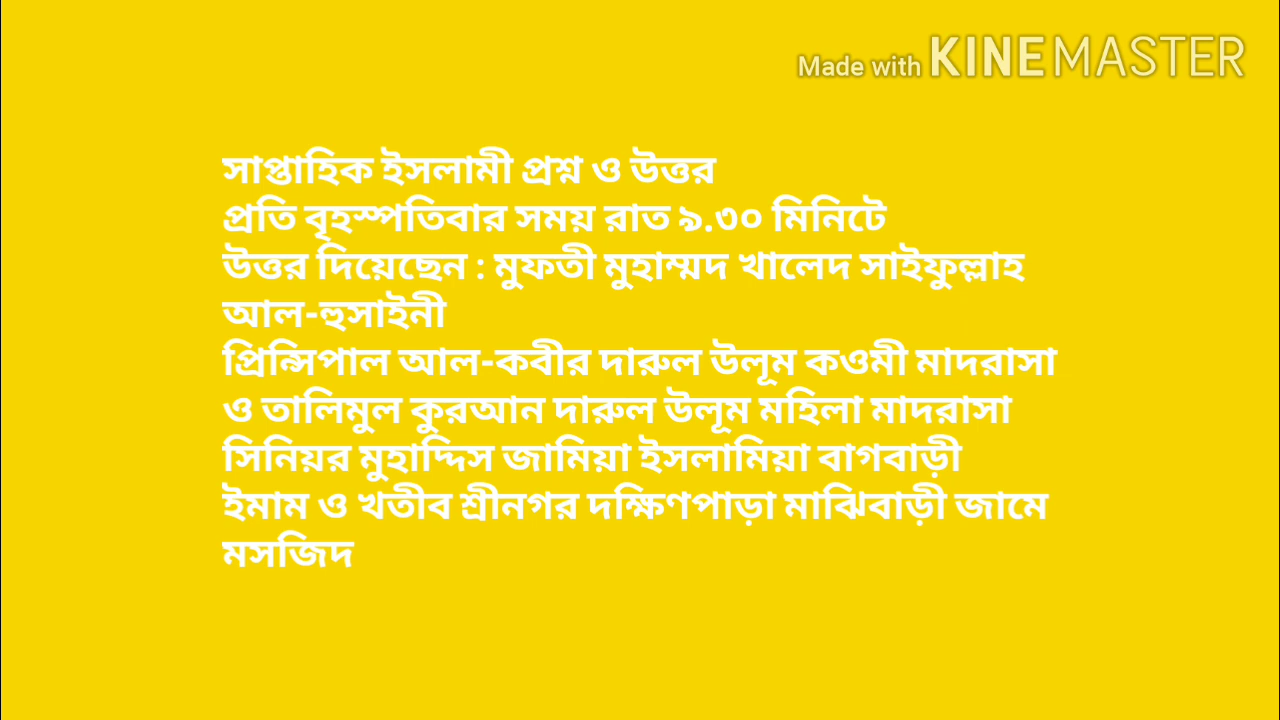 Made with KINEMASTER
সাপ্তাহিক ইসলামী প্রশ্ন ও উত্তর
প্রতি বৃহস্পতিবার সময় রাত ৯.৩০ মিনিটে
উত্তর দিয়েছেন : মুফতী মুহাম্মদ খালেদ সাইফুল্লাহ
আল-হুসাইনী
প্রিন্সিপাল আল-কবীর দারুল উলূম কওমী মাদরাসা
ও তালিমুল কুরআন দারুল উলূম মহিলা মাদরাসা
সিনিয়র মুহাদ্দিস জামিয়া ইসলামিয়া বাগবাড়ী
ইমাম ও খতীব শ্রীনগর দক্ষিণপাড়া মাঝিবাড়ী জামে
মসজিদ